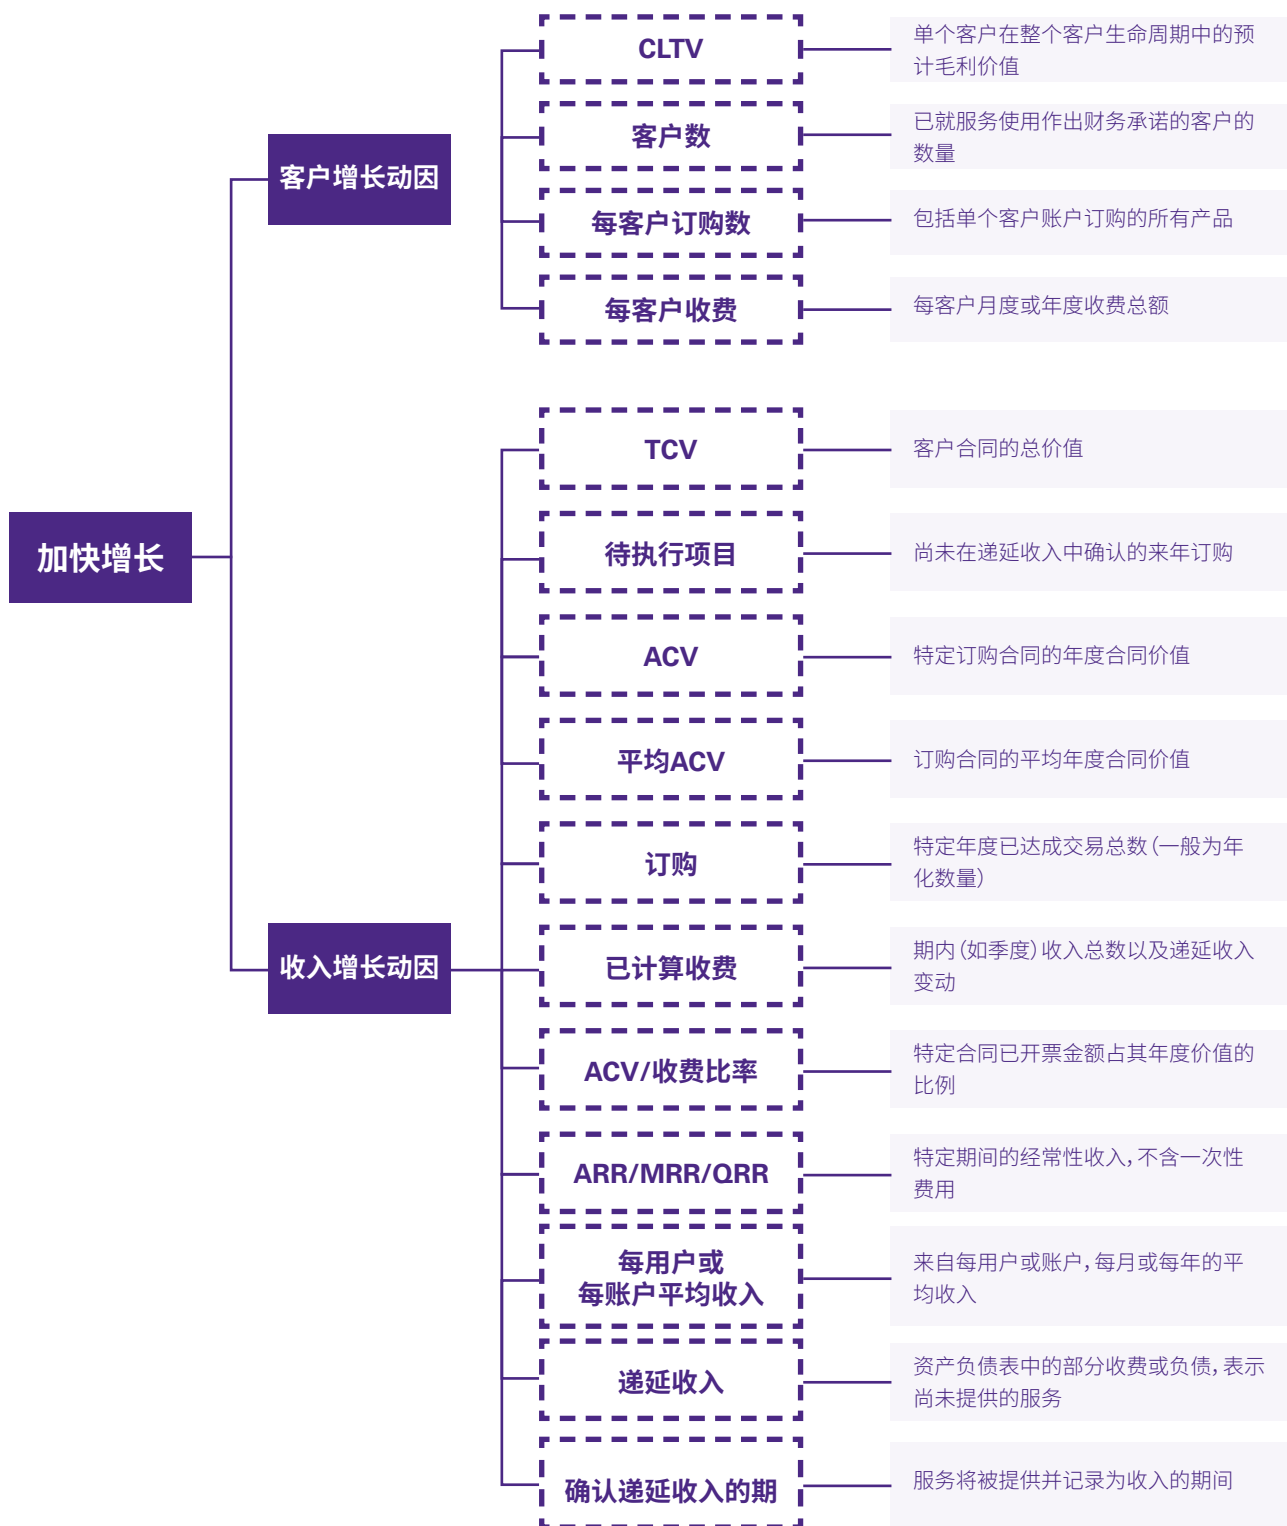 加快增长
客户增长动因
CLTV
单个客户在整个客户生命周期中的预
计毛利价值
客户数
已就服务使用作出财务承诺的客户的
数量
每客户订购数
包括单个客户账户订购的所有产品
每客户收费
每客户月度或年度收费总额
收入增长动因
TCV
客户合同的总价值
待执行项目
尚未在递延收入中确认的来年订购
ACV
特定订购合同的年度合同价值
平均ACV
订购合同的平均年度合同价值
订购
特定年度已达成交易总数(一般为年
化数量)
已计算收费
期内(如季度)收入总数以及递延收入
变动
ACV/收费比率
特定合同已开票金额占其年度价值的
比例
ARR/MRR/QRR
特定期间的经常性收入,不含一次性
费用
每用户或
每账户平均收入
来自每用户或账户,每月或每年的平
均收入
递延收入
资产负债表中的部分收费或负债,表示
尚未提供的服务
确认递延收入的期
服务将被提供并记录为收入的期间